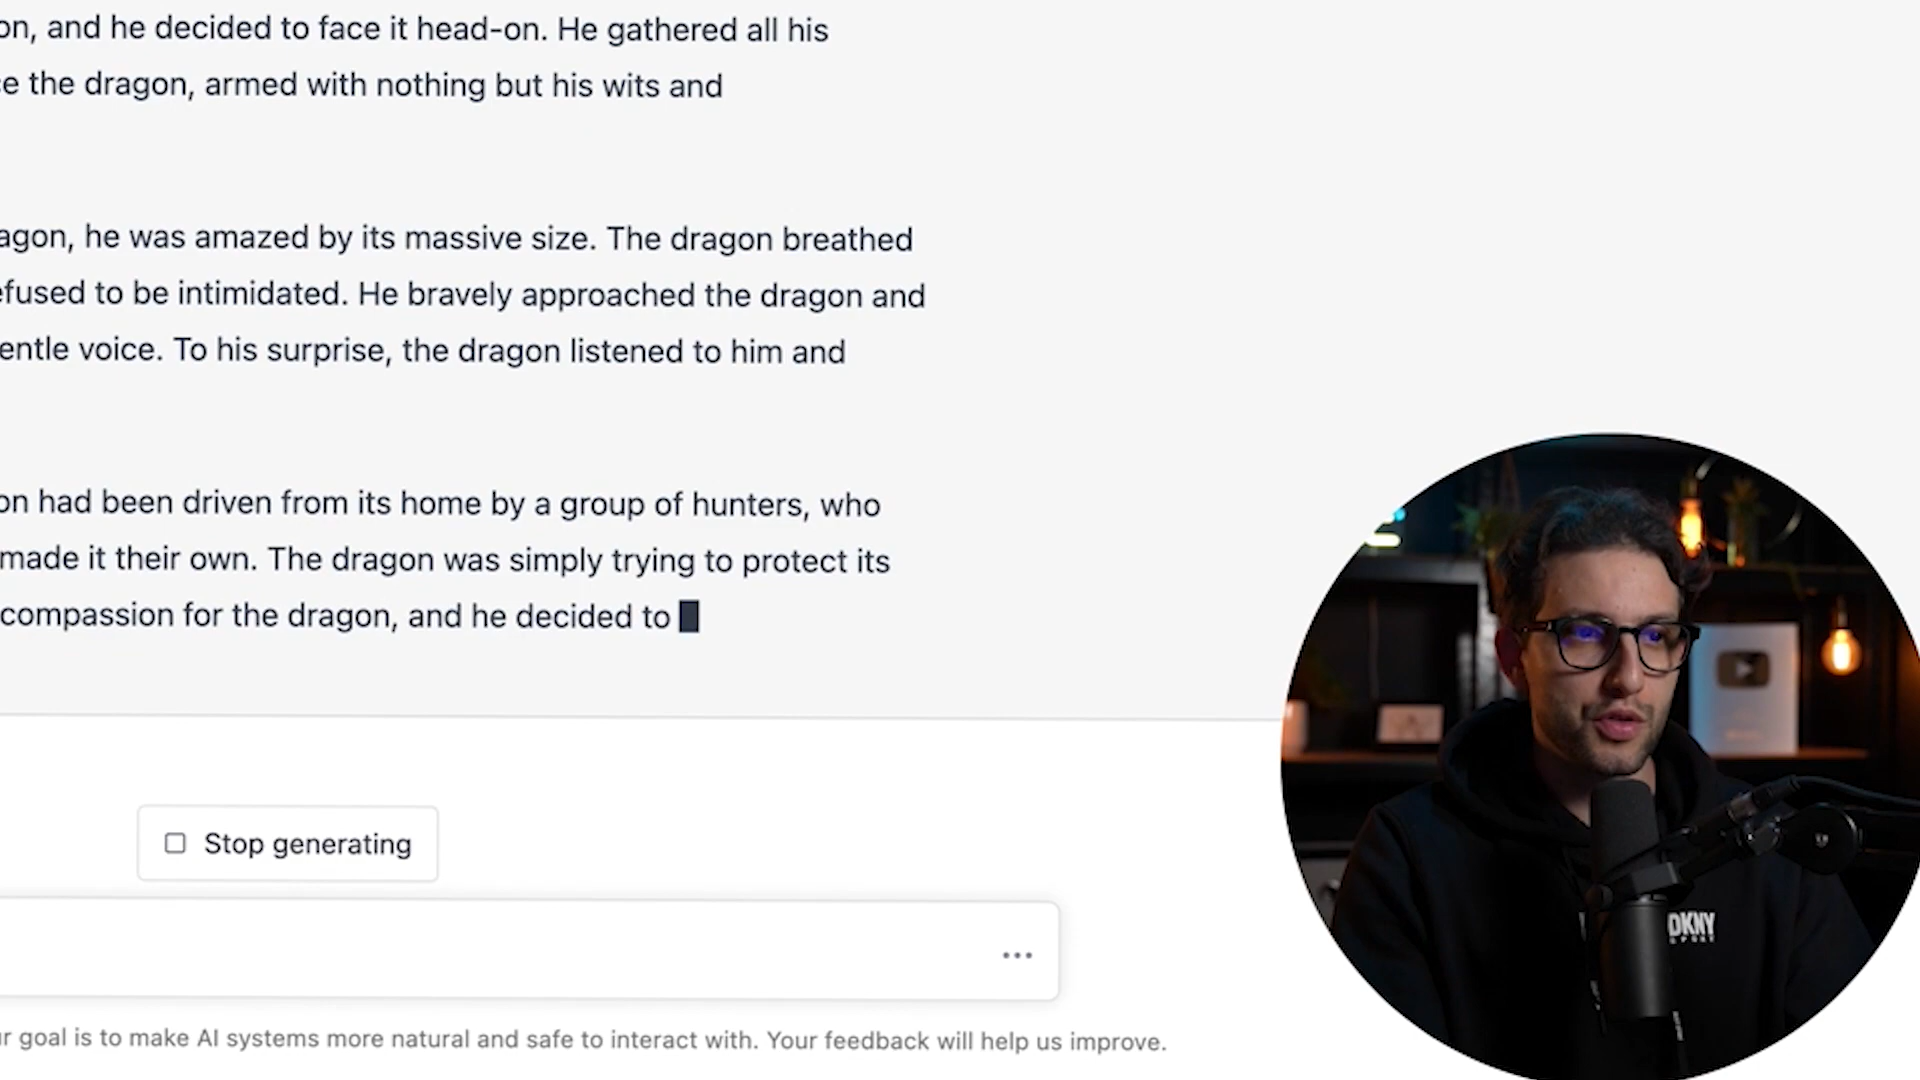 on, and he decided to face it head-on. He gathered all his
e the dragon, armed with nothing but his wits and
agon, he was amazed by its massive size. The dragon breathed
efused to be intimidated. He bravely approached the dragon and
entle voice. To his surprise, the dragon listened to him and
on had been driven from its home by a group of hunters, who
made it their own. The dragon was simply trying to protect its
compassion for the dragon, and he decided to
Stop generating
r goal is to make AI systems more natural and safe to interact with. Your feedback will help us improve.
DKNY
SPORT